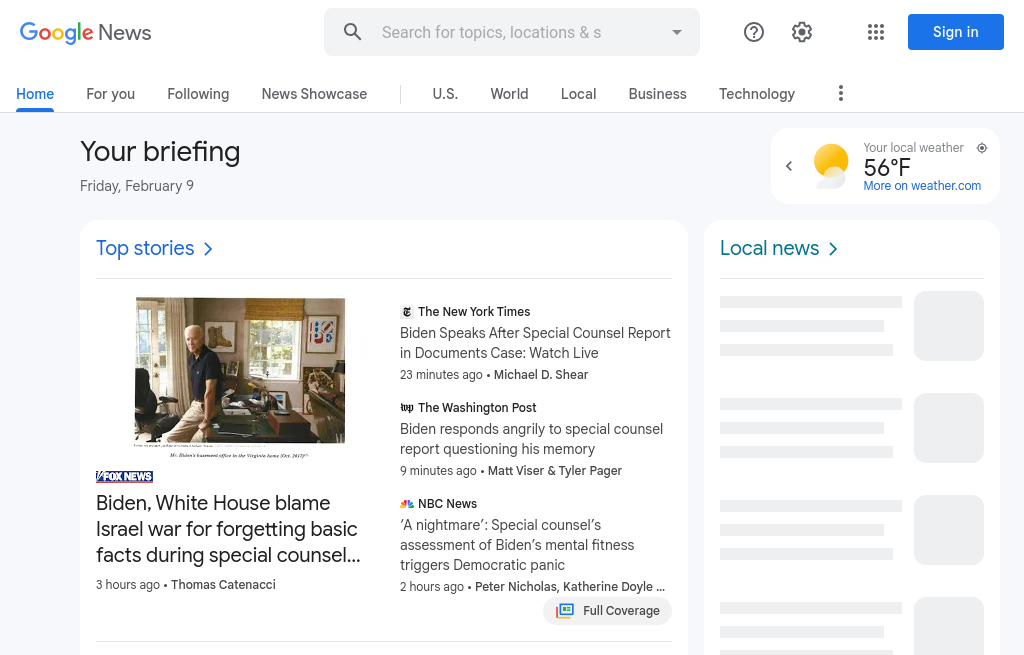 Google News
Search for topics, locations & s
Sign in
Home
For you
Following
News Showcase
U.S.
World
Local
Business
Technology
Your briefing
Friday, February 9
Your local weather
56°F
More on weather.com
Top stories
Local news
Mr. Biden's basement office in the Virginia home (Oct. 2017)
FOX NEWS
Biden, White House blame
Israel war for forgetting basic
facts during special counsel...
3 hours ago • Thomas Catenacci
The New York Times
Biden Speaks After Special Counsel Report
in Documents Case: Watch Live
23 minutes ago • Michael D. Shear
wp The Washington Post
Biden responds angrily to special counsel
report questioning his memory
9 minutes ago • Matt Viser & Tyler Pager
NBC News
‘A nightmare’: Special counsel’s
assessment of Biden’s mental fitness
triggers Democratic panic
2 hours ago • Peter Nicholas, Katherine Doyle ...
Full Coverage